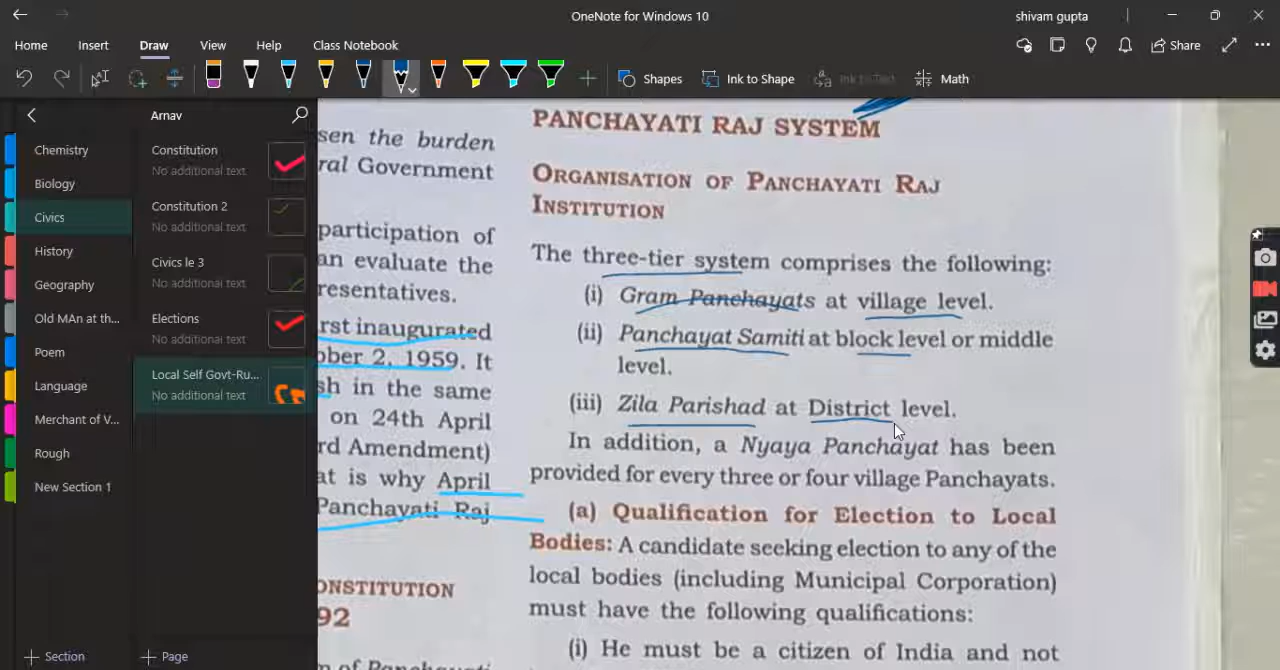 OneNote for Windows 10
shivam gupta
Home Insert Draw View Help Class Notebook
Share
Shapes Ink to Shape Ink to Text Math
Arnav
Chemistry
Biology
Civics
History
Geography
Old MAn at th...
Poem
Language
Merchant of V...
Rough
New Section 1
Section
Constitution
No additional text
Constitution 2
No additional text
Civics le 3
No additional text
Elections
No additional text
Local Self Govt-Ru...
No additional text
Page
sen the burden
ral Government
participation of
an evaluate the
resentatives.
rst inaugurated
ober 2, 1959. It
sh in the same
on 24th April
rd Amendment)
at is why April
Panchayati Raj
ONSTITUTION
92
m of Panchayati
PANCHAYATI RAJ SYSTEM
ORGANISATION OF PANCHAYATI RAJ
INSTITUTION
The three-tier system comprises the following:
(i) Gram Panchayats at village level.
(ii) Panchayat Samiti at block level or middle
level.
(iii) Zila Parishad at District level.
In addition, a Nyaya Panchayat has been
provided for every three or four village Panchayats.
(a) Qualification for Election to Local
Bodies: A candidate seeking election to any of the
local bodies (including Municipal Corporation)
must have the following qualifications:
(i) He must be a citizen of India and not